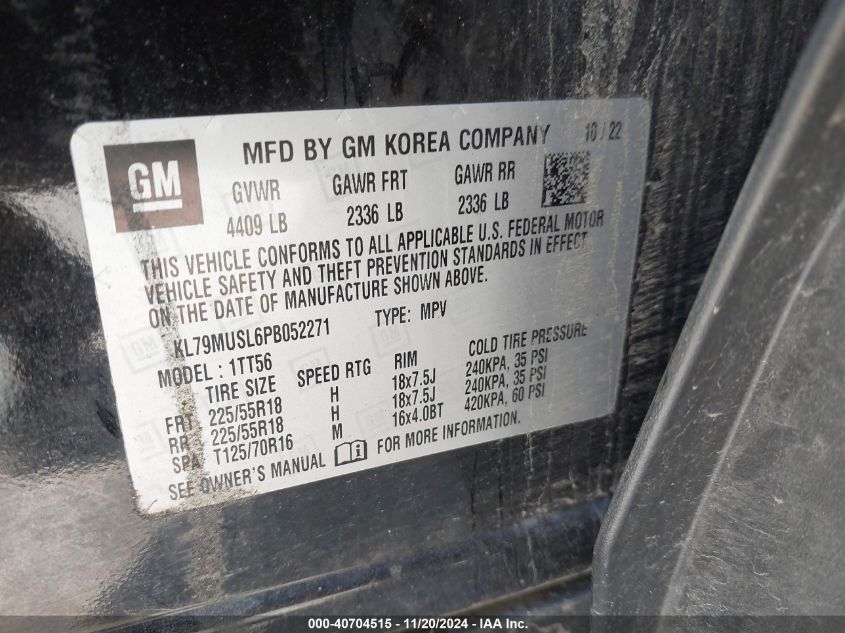 MFD BY GM KOREA COMPANY 10 / 22
GM
GVWR GAWR FRT GAWR RR
4409 LB 2336 LB 2336 LB
THIS VEHICLE CONFORMS TO ALL APPLICABLE U.S. FEDERAL MOTOR
VEHICLE SAFETY AND THEFT PREVENTION STANDARDS IN EFFECT
ON THE DATE OF MANUFACTURE SHOWN ABOVE.
KL79MUSL6PB052271 TYPE: MPV
MODEL : 1TT56
TIRE SIZE SPEED RTG RIM COLD TIRE PRESSURE
FRT 225/55R18 H 18x7.5J 240KPA, 35 PSI
RR 225/55R18 H 18x7.5J 240KPA, 35 PSI
SPA T125/70R16 M 16x4.0BT 420KPA, 60 PSI
SEE OWNER'S MANUAL FOR MORE INFORMATION.
000-40704515 - 11/20/2024 - IAAI.com